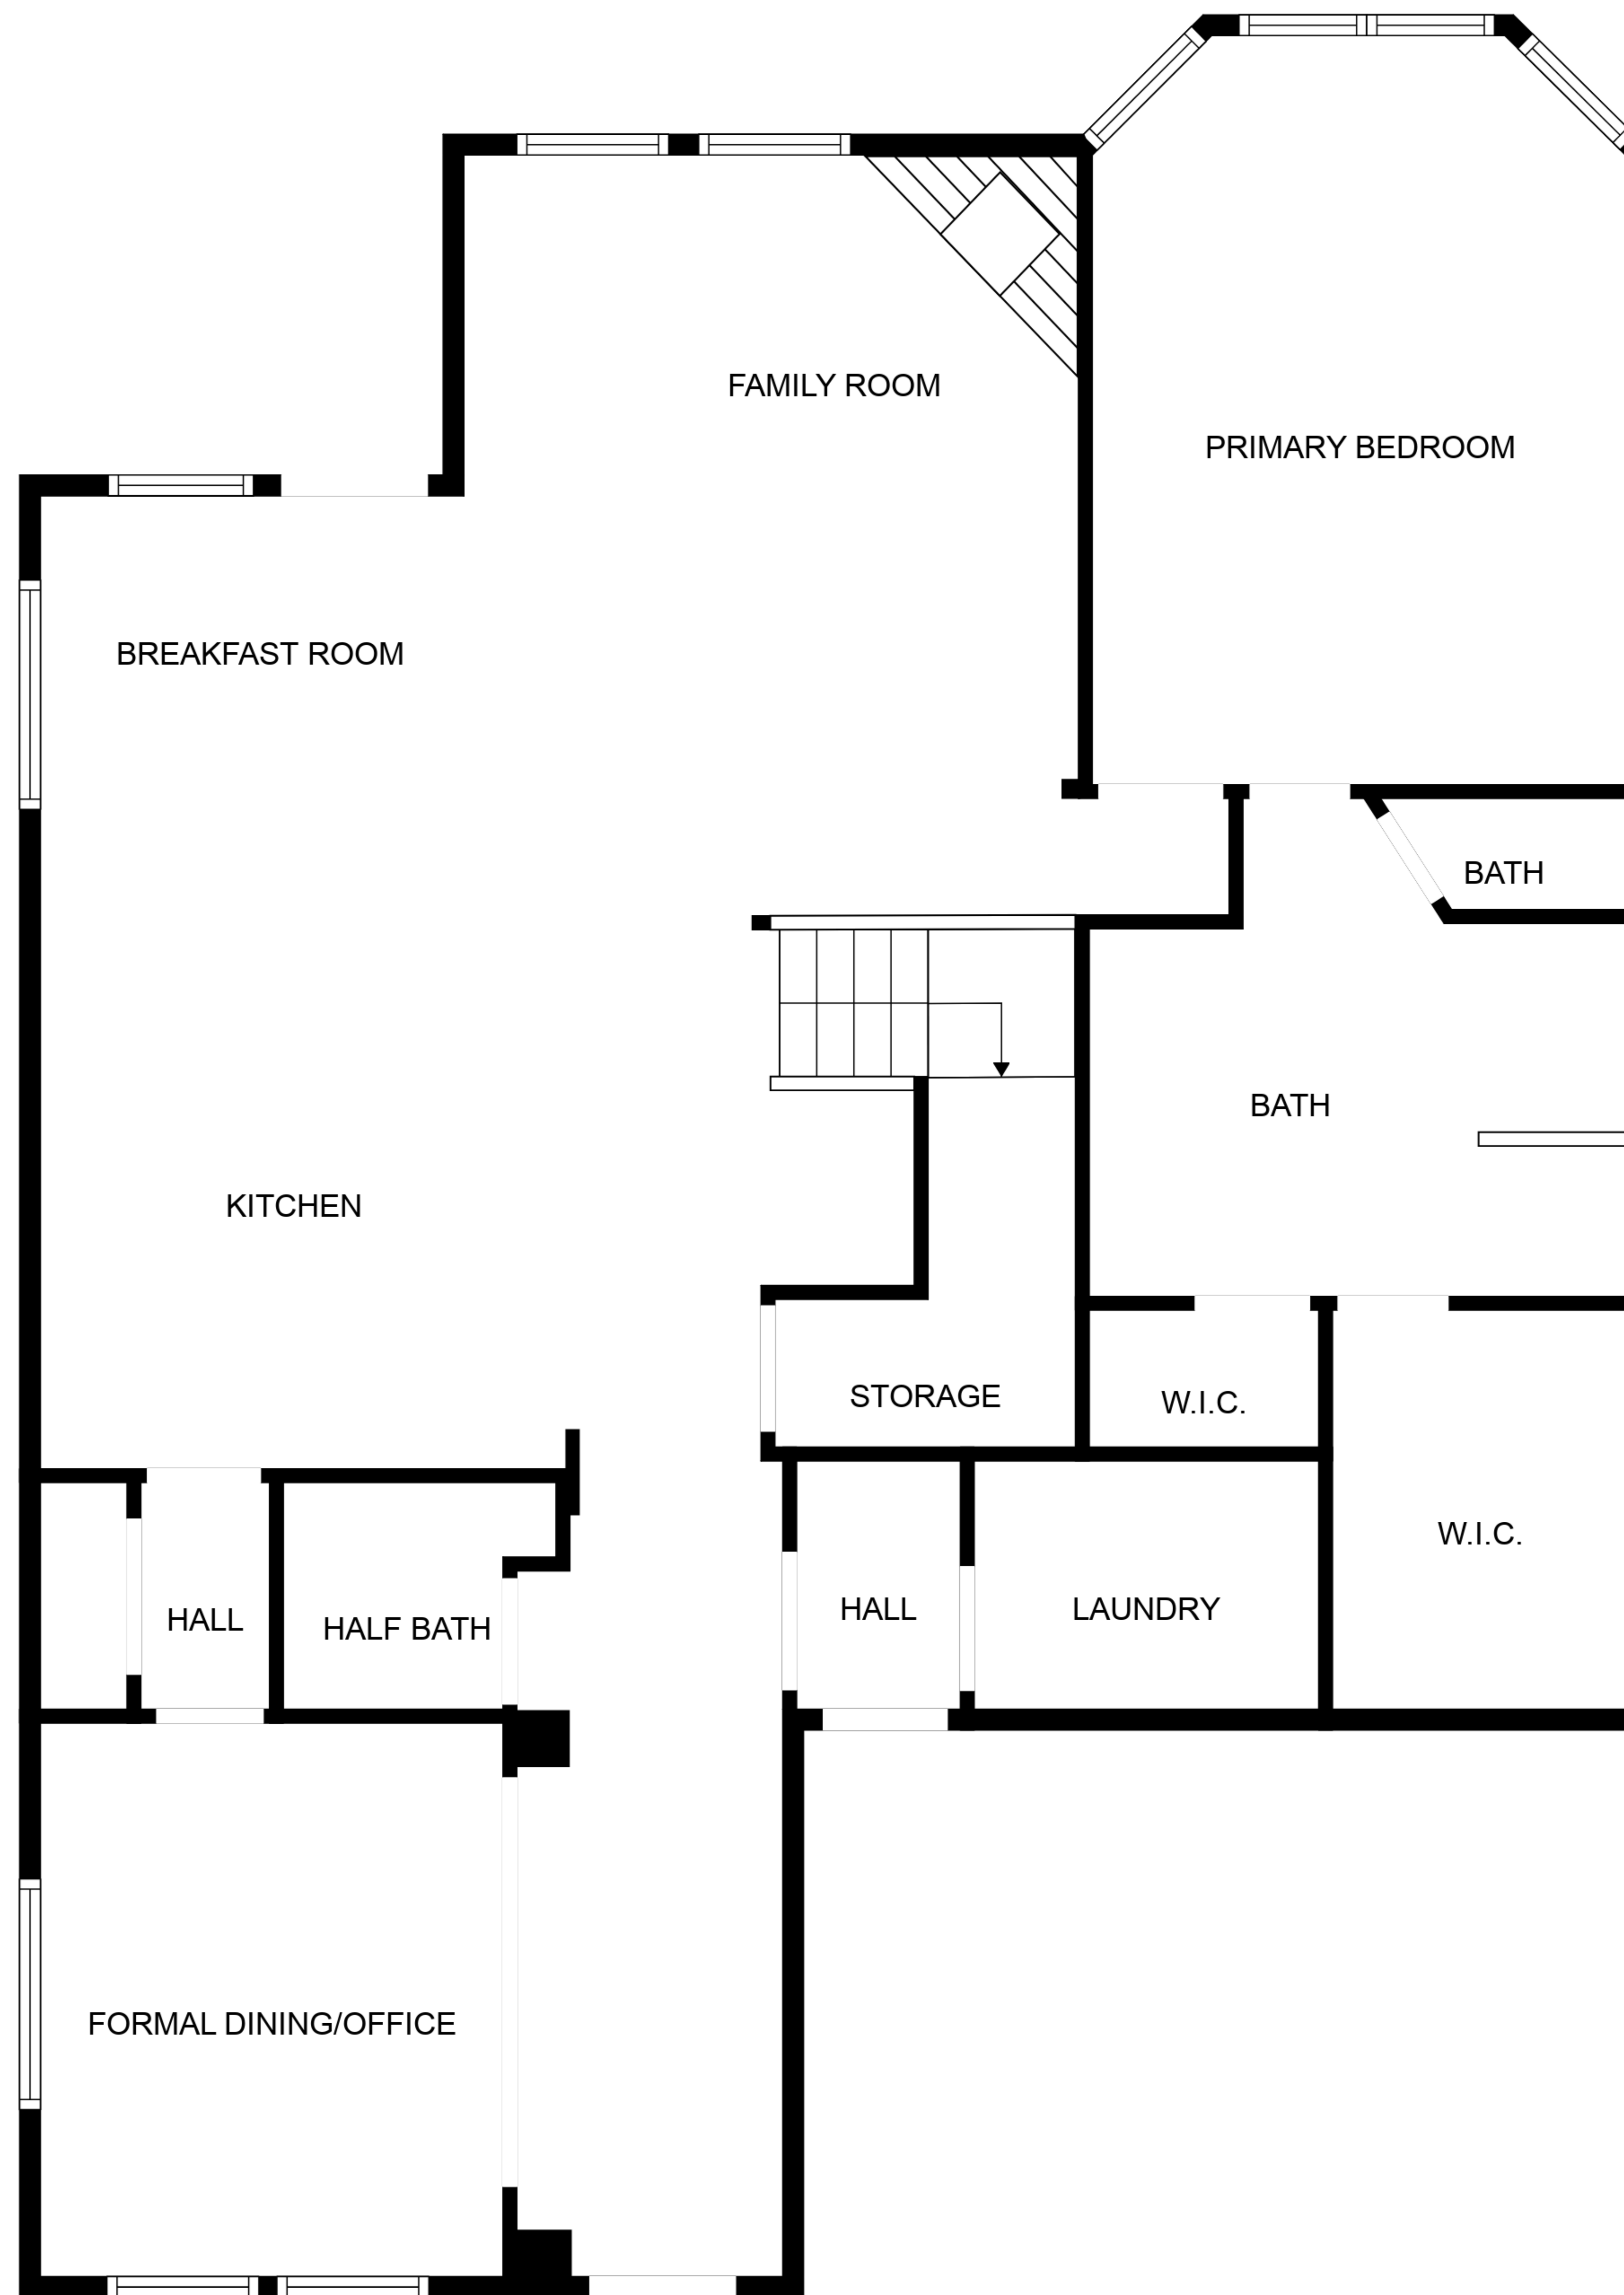 FAMILY ROOM
PRIMARY BEDROOM
BREAKFAST ROOM
BATH
BATH
KITCHEN
STORAGE
W.I.C.
W.I.C.
HALL
HALF BATH
HALL
LAUNDRY
FORMAL DINING/OFFICE